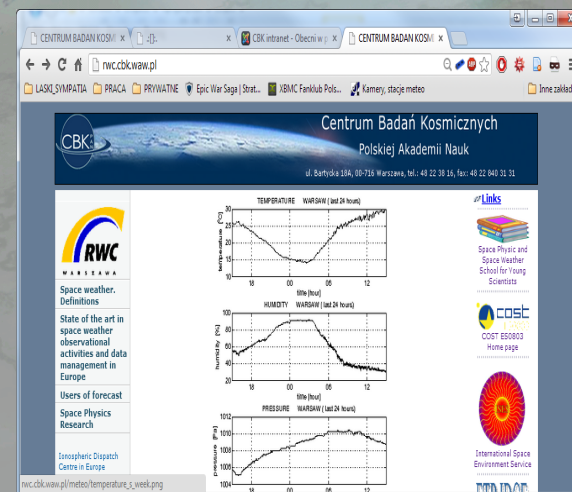 CENTRUM BADAN KOSM
:[]:.
CBK intranet - Obecni w p
CENTRUM BADAN KOSM
rwc.cbk.waw.pl
LASKI_SYMPATIA
PRACA
PRYWATNE
Epic War Saga | Strat...
XBMC Fanklub Pols...
Kamery, stacje meteo
Inne zakład
CBK
Centrum Badań Kosmicznych
Polskiej Akademii Nauk
ul. Bartycka 18A, 00-716 Warszawa, tel.: 48 22 38 16, fax: 48 22 840 31 31
RWC
WARSZAWA
Space weather.
Definitions
State of the art in
space weather
observational
activities and data
management in
Europe
Users of forecast
Space Physics
Research
Ionospheric Dispatch
Centre in Europe
rwc.cbk.waw.pl/meteo/temperature_s_week.png
TEMPERATURE WARSAW ( last 24 hours)
temperature [°C]
30
25
20
15
10
18 00 06 12
time [hour]
HUMIDITY WARSAW ( last 24 hours)
humidity [%]
100
80
60
40
20
18 00 06 12
time [hour]
PRESSURE WARSAW ( last 24 hours)
pressure [Pa]
1012
1010
1008
1006
1004
Links
Space Physic and
Space Weather
School for Young
Scientists
cost
COST ES0803
Home page
International Space
Environment Service